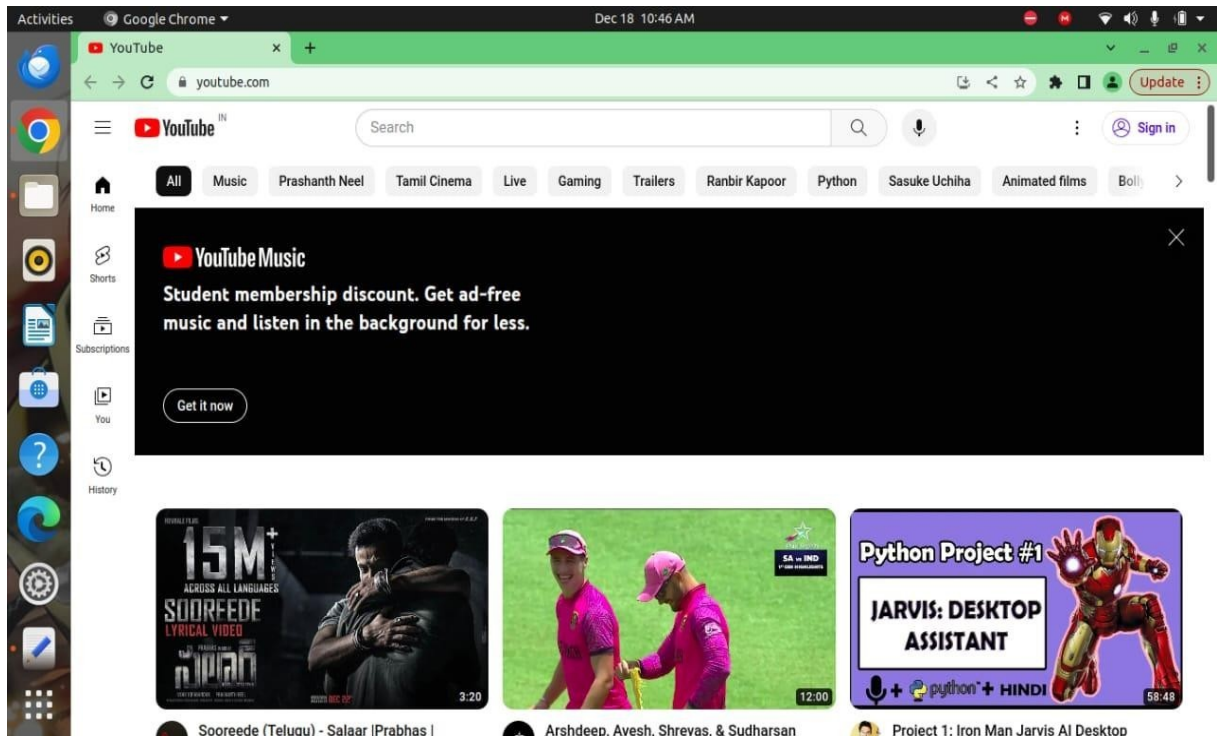 Activities
Google Chrome
Dec 18 10:46 AM
YouTube
youtube.com
Update
YouTube IN
Search
Sign in
All
Music
Prashanth Neel
Tamil Cinema
Live
Gaming
Trailers
Ranbir Kapoor
Python
Sasuke Uchiha
Animated films
Home
Shorts
Subscriptions
You
History
YouTube Music
Student membership discount. Get ad-free
music and listen in the background for less.
Get it now
15M+
VIEWS
ACROSS ALL LANGUAGES
SOOREEDE
LYRICAL VIDEO
సలార్
3:20
SA vs IND
12:00
Python Project #1
JARVIS: DESKTOP
ASSISTANT
+ python + HINDI
58:48
Sooreede (Telugu) - Salaar |Prabhas |
Arshdeep, Avesh, Shreyas, & Sudharsan
Project 1: Iron Man Jarvis AI Desktop